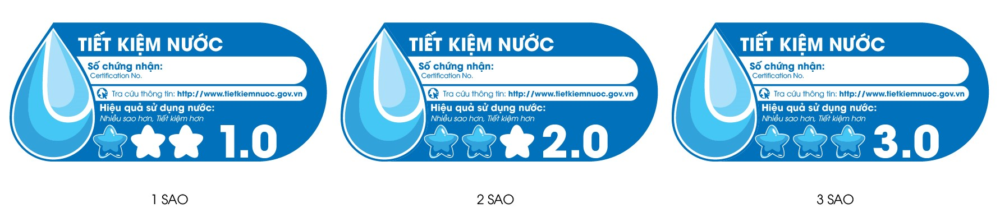 TIẾT KIỆM NƯỚC
Số chứng nhận:
Certification No.
Tra cứu thông tin: http://www.tietkiemnuoc.gov.vn
Hiệu quả sử dụng nước:
Nhiều sao hơn, Tiết kiệm hơn
1.0
1 SAO
TIẾT KIỆM NƯỚC
Số chứng nhận:
Certification No.
Tra cứu thông tin: http://www.tietkiemnuoc.gov.vn
Hiệu quả sử dụng nước:
Nhiều sao hơn, Tiết kiệm hơn
2.0
2 SAO
TIẾT KIỆM NƯỚC
Số chứng nhận:
Certification No.
Tra cứu thông tin: http://www.tietkiemnuoc.gov.vn
Hiệu quả sử dụng nước:
Nhiều sao hơn, Tiết kiệm hơn
3.0
3 SAO